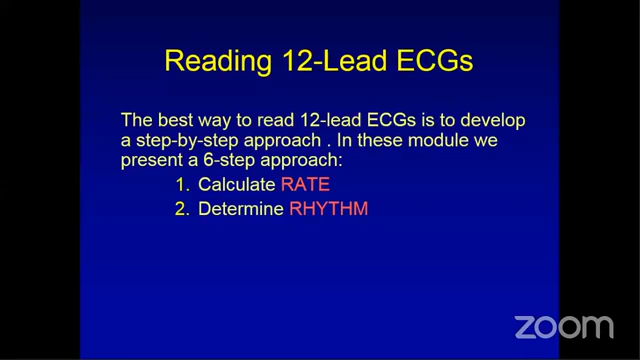 Reading 12-Lead ECGs
The best way to read 12-lead ECGs is to develop
a step-by-step approach . In these module we
present a 6-step approach:
1. Calculate RATE
2. Determine RHYTHM
zoom